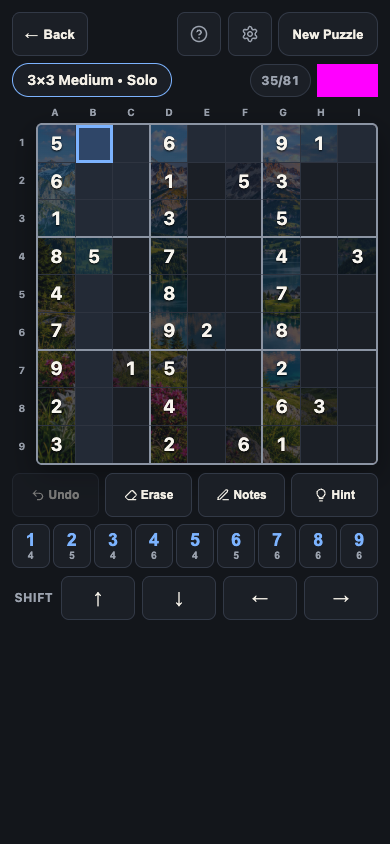 ← Back
New Puzzle
3×3 Medium • Solo
35/81
A B C D E F G H I
1 5 6 9 1
2 6 1 5 3
3 1 3 5
4 8 5 7 4 3
5 4 8 7
6 7 9 2 8
7 9 1 5 2
8 2 4 6 3
9 3 2 6 1
Undo Erase Notes Hint
1 2 3 4 5 6 7 8 9
4 5 4 6 4 5 6 6 6
SHIFT ↑ ↓ ← →